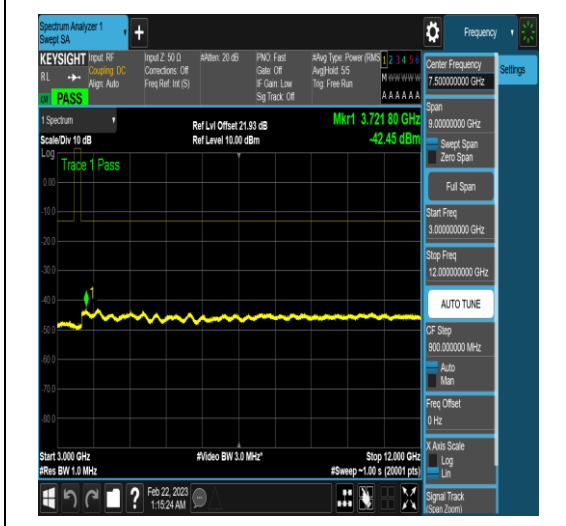 Spectrum Analyzer 1
Swept SA
+
Frequency
KEYSIGHT
RL
PASS
Input: RF
Coupling: DC
Align: Auto
Input Z: 50 Ω
Corrections: Off
Freq Ref: Int (S)
#Atten: 20 dB
PNO: Fast
Gate: Off
IF Gain: Low
Sig Track: Off
#Avg Type: Power (RMS
Avg|Hold: 5/5
Trig: Free Run
1 2 3 4 5 6
M W W W W W
A A A A A A
1 Spectrum
Scale/Div 10 dB
Ref Lvl Offset 21.93 dB
Ref Level 10.00 dBm
Mkr1 3.721 80 GHz
-42.45 dBm
Log
Trace 1 Pass
0.00
-10.0
-20.0
-30.0
-40.0
-50.0
-60.0
-70.0
-80.0
1
Start 3.000 GHz
#Res BW 1.0 MHz
#Video BW 3.0 MHz*
Stop 12.000 GHz
#Sweep ~1.00 s (20001 pts)
Feb 22, 2023
1:15:24 AM
?
Settings
Center Frequency
7.500000000 GHz
Span
9.00000000 GHz
Swept Span
Zero Span
Full Span
Start Freq
3.000000000 GHz
Stop Freq
12.000000000 GHz
AUTO TUNE
CF Step
900.000000 MHz
Auto
Man
Freq Offset
0 Hz
X Axis Scale
Log
Lin
Signal Track
(Span Zoom)